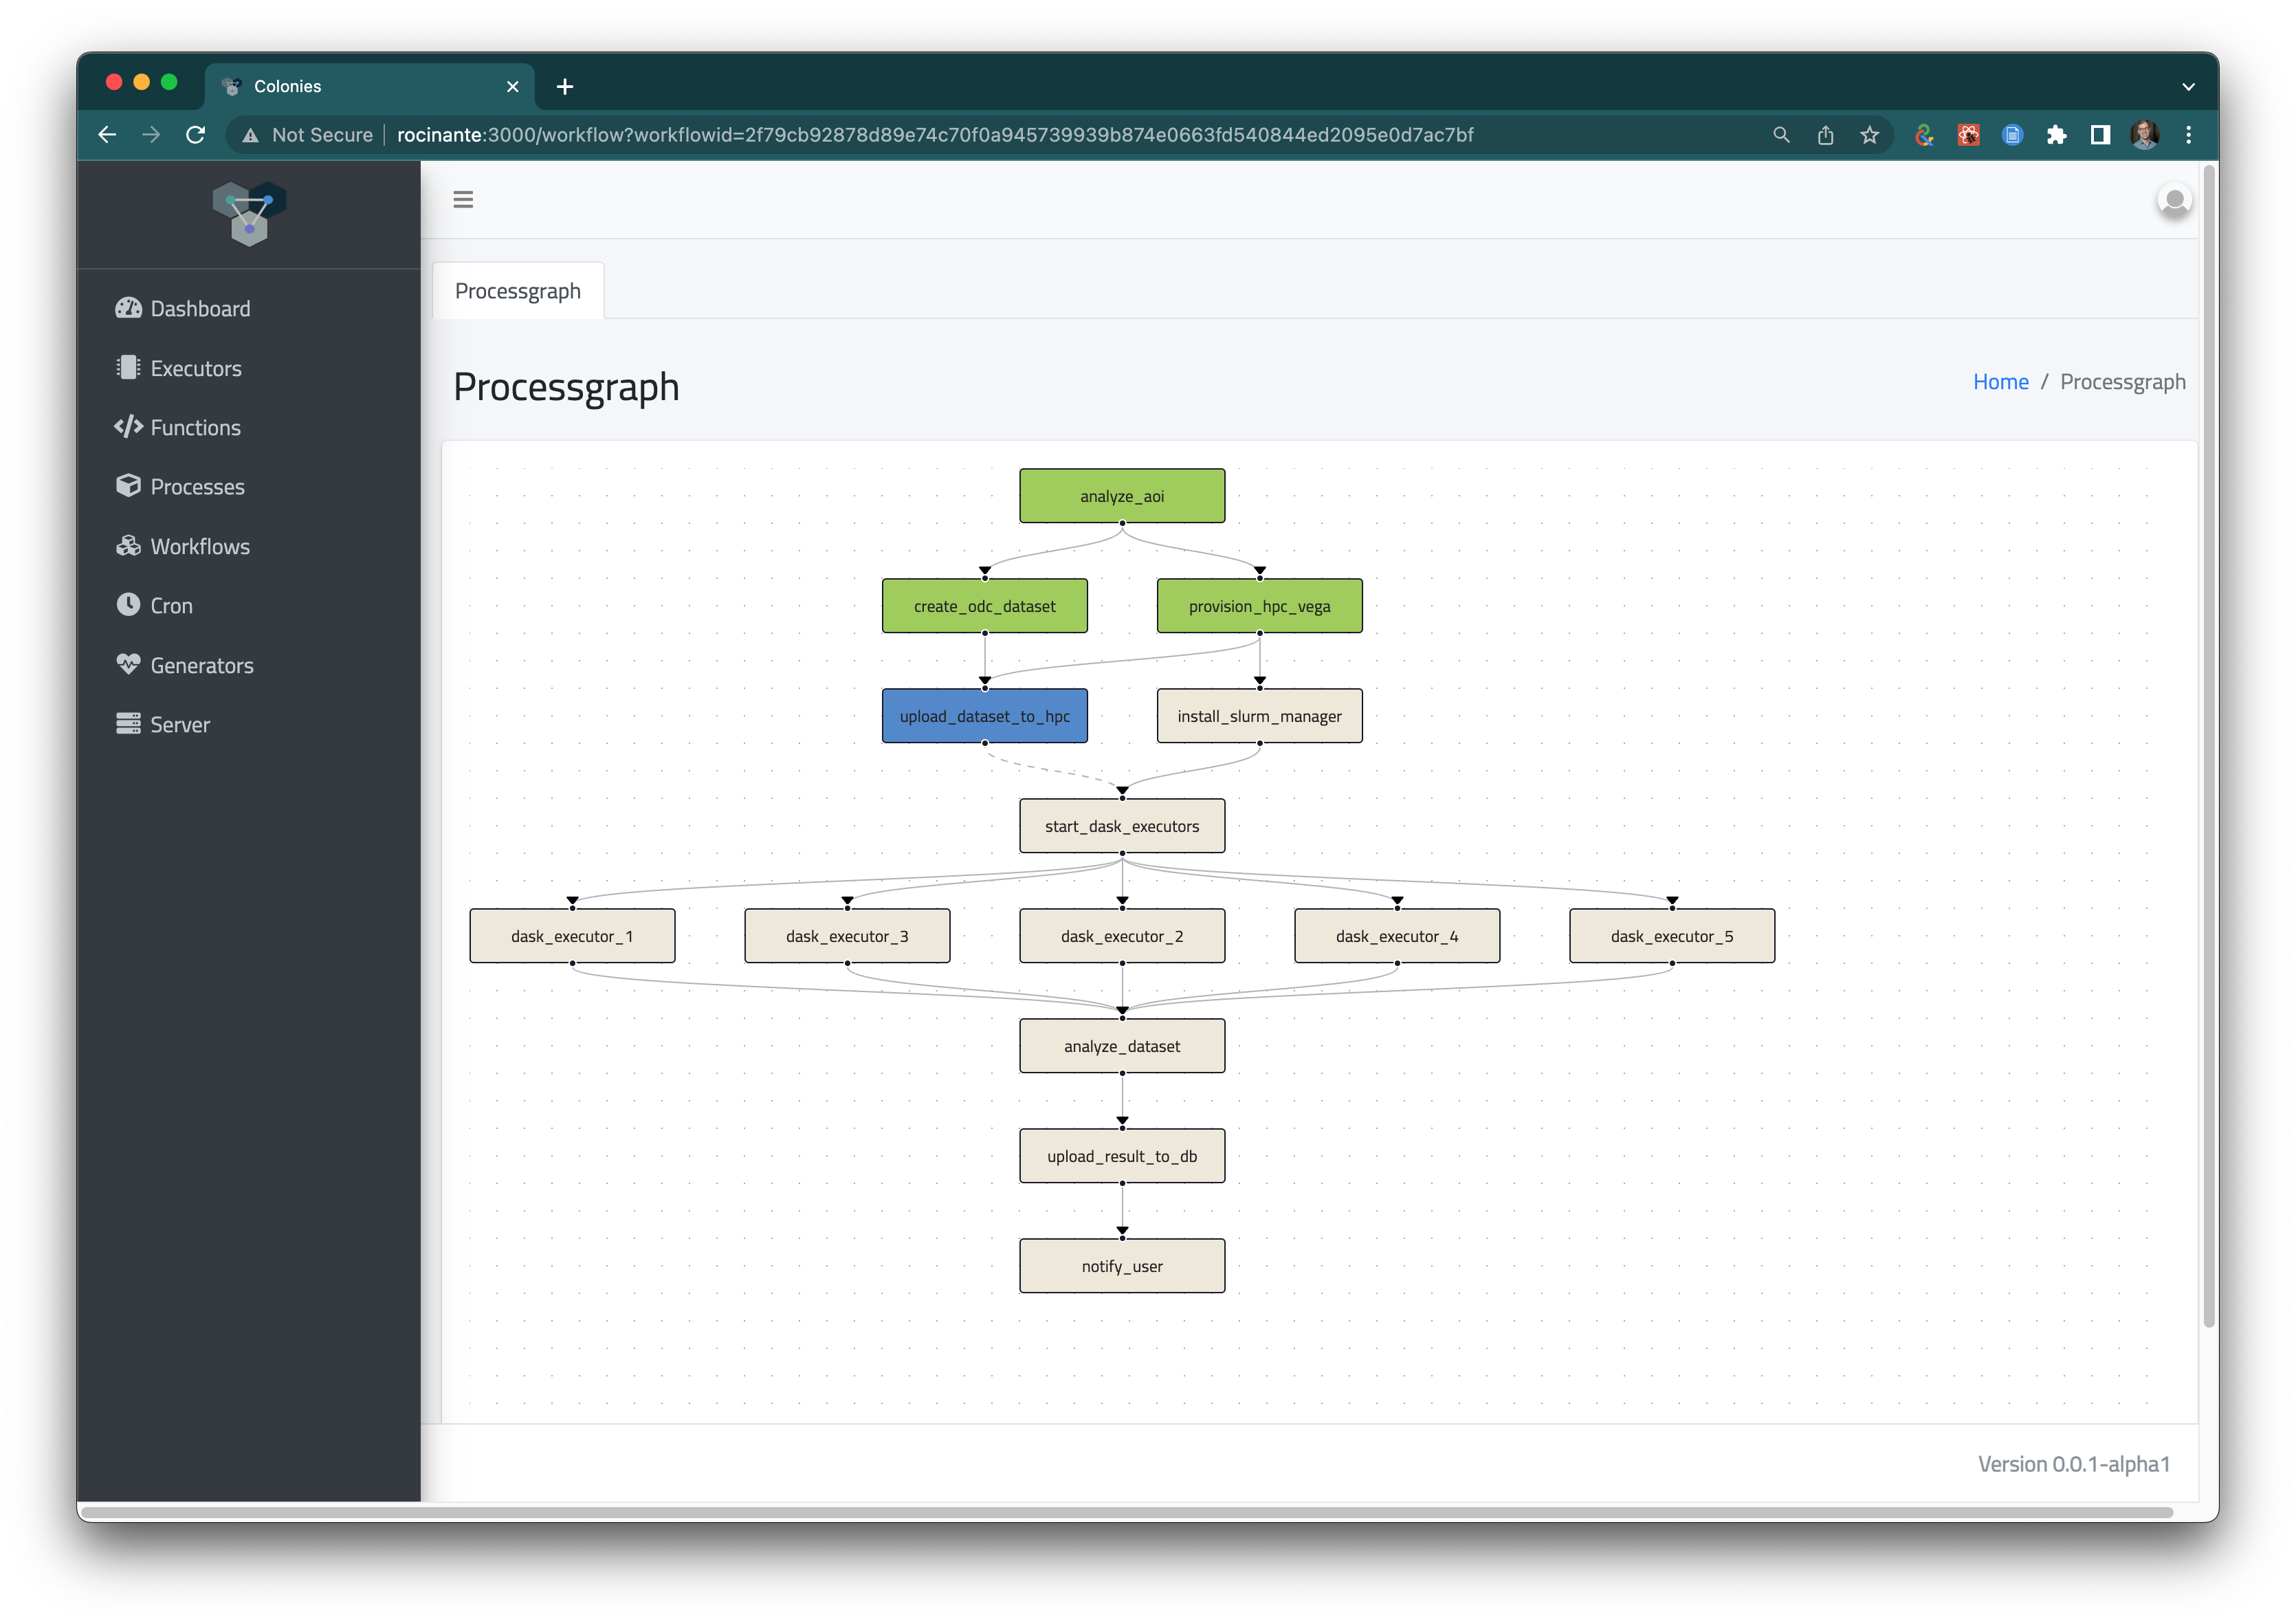 Colonies
Not Secure rocinante:3000/workflow?workflowid=2f79cb92878d89e74c70f0a945739939b874e0663fd540844ed2095e0d7ac7bf
Dashboard
Executors
Functions
Processes
Workflows
Cron
Generators
Server
Processgraph
Processgraph
Home / Processgraph
analyze_aoi
create_odc_dataset
provision_hpc_vega
upload_dataset_to_hpc
install_slurm_manager
start_dask_executors
dask_executor_1
dask_executor_3
dask_executor_2
dask_executor_4
dask_executor_5
analyze_dataset
upload_result_to_db
notify_user
Version 0.0.1-alpha1